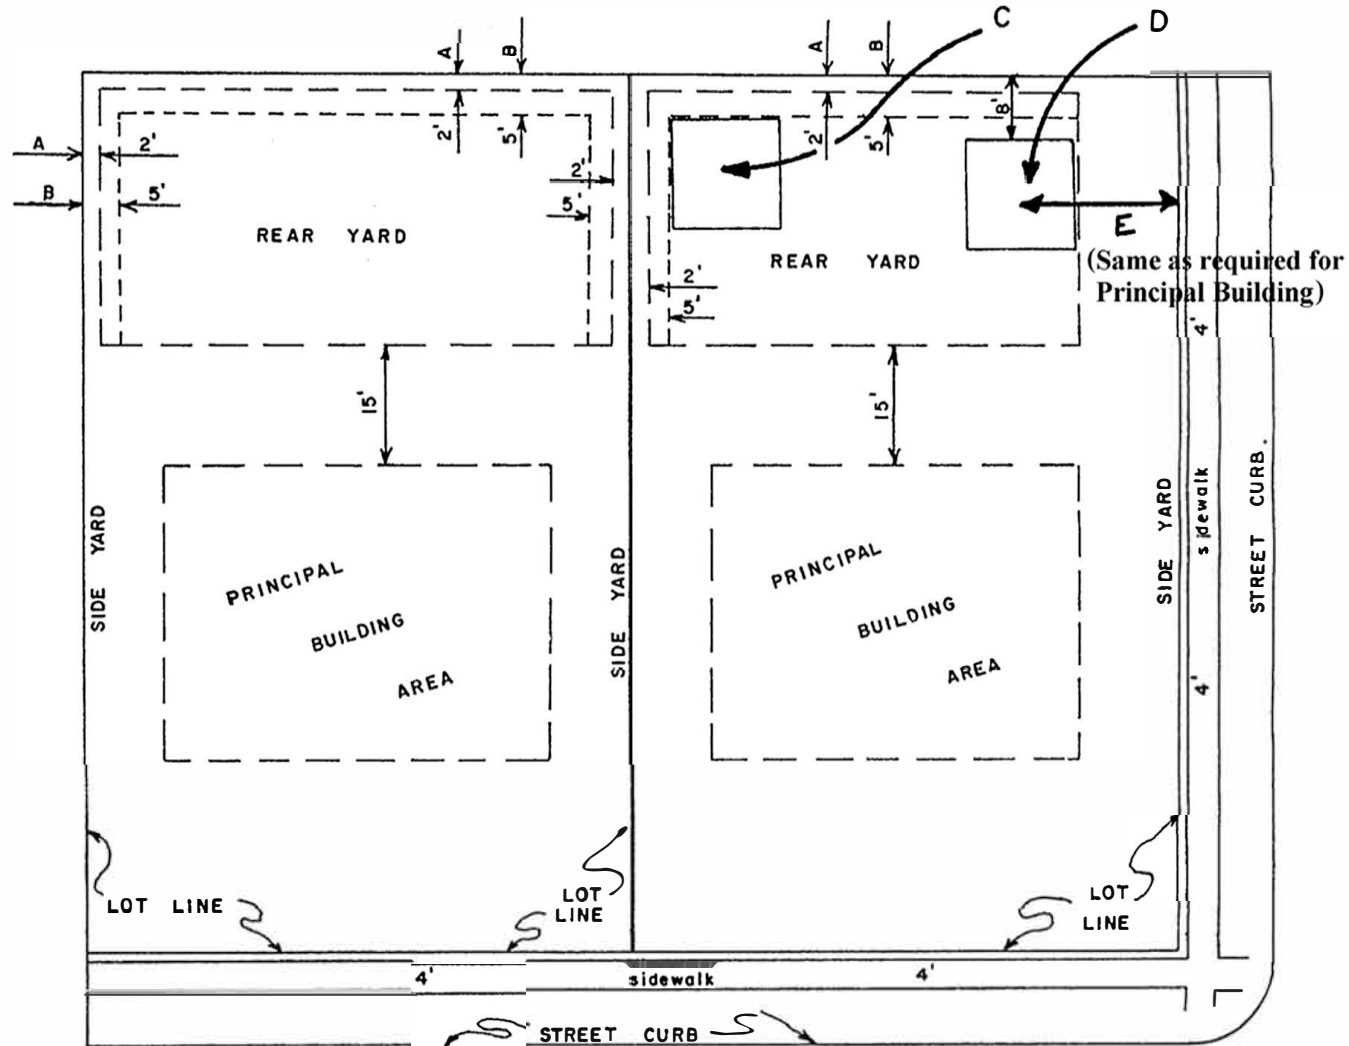 C
D
A
B
A
B
2'
5'
2'
5'
8'
A
2'
B
5'
2'
5'
E
REAR YARD
REAR YARD
(Same as required for
Principal Building)
2'
5'
4'
15'
15'
SIDE YARD
SIDE YARD
SIDE YARD
sidewalk
STREET CURB.
PRINCIPAL
BUILDING
AREA
PRINCIPAL
BUILDING
AREA
4'
LOT LINE
LOT
LINE
LOT
LINE
4'
sidewalk
4'
STREET CURB